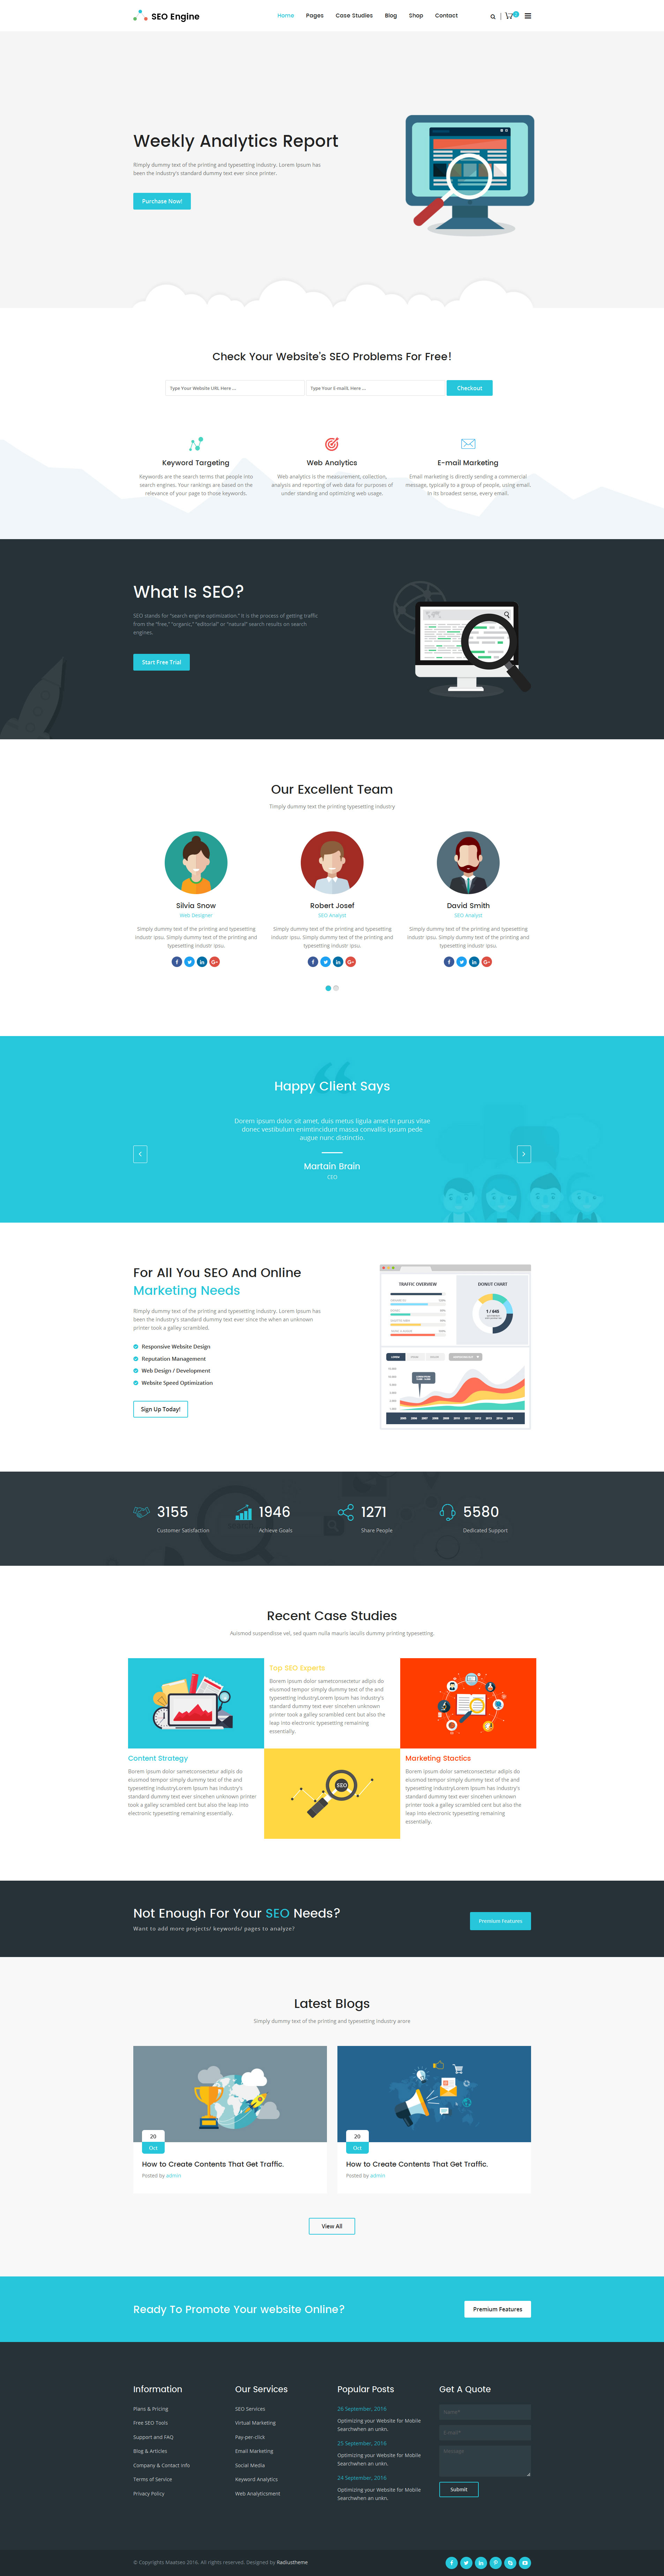 SEO Engine
Home Pages Case Studies Blog Shop Contact
Weekly Analytics Report
Rimply dummy text of the printing and typesetting industry. Lorem Ipsum has
been the industry's standard dummy text ever since printer.
Purchase Now!
Check Your Website's SEO Problems For Free!
Type Your Website URL Here ...
Type Your E-mailL Here ...
Checkout
Keyword Targeting
Keywords are the search terms that people into
search engines. Your rankings are based on the
relevance of your page to those keywords.
Web Analytics
Web analytics is the measurement, collection,
analysis and reporting of web data for purposes of
under standing and optimizing web usage.
E-mail Marketing
Email marketing is directly sending a commercial
message, typically to a group of people, using email.
In its broadest sense, every email.
What Is SEO?
SEO stands for "search engine optimization." It is the process of getting traffic
from the "free," "organic," "editorial" or "natural" search results on search
engines.
Start Free Trial
Our Excellent Team
Timply dummy text the printing typesetting industry
Silvia Snow
Web Designer
Simply dummy text of the printing and typesetting
industr ipsu. Simply dummy text of the printing and
typesetting industr ipsu.
Robert Josef
SEO Analyst
Simply dummy text of the printing and typesetting
industr ipsu. Simply dummy text of the printing and
typesetting industr ipsu.
David Smith
SEO Analyst
Simply dummy text of the printing and typesetting
industr ipsu. Simply dummy text of the printing and
typesetting industr ipsu.
Happy Client Says
Dorem ipsum dolor sit amet, duis metus ligula amet in purus vitae
donec vestibulum enimtincidunt massa convallis ipsum pede
augue nunc distinctio.
Martain Brain
CEO
For All You SEO And Online
Marketing Needs
Rimply dummy text of the printing and typesetting industry. Lorem Ipsum has
been the industry's standard dummy text ever since the when an unknown
printer took a galley scrambled.
Responsive Website Design
Reputation Management
Web Design / Development
Website Speed Optimization
Sign Up Today!
TRAFFIC OVERVIEW
DONUT CHART
1 / 643
2005 2006 2007 2008 2009 2010 2011 2012 2013 2014 2015
3155
Customer Satisfaction
1946
Achieve Goals
1271
Share People
5580
Dedicated Support
Recent Case Studies
Auismod suspendisse vel, sed quam nulla mauris iaculis dummy printing typesetting.
Top SEO Experts
Borem ipsum dolor sametconsectetur adipis do
eiusmod tempor simply dummy text of the and
typesetting industryLorem Ipsum has industry's
standard dummy text ever sincehen unknown
printer took a galley scrambled cent but also the
leap into electronic typesetting remaining
essentially.
Content Strategy
Borem ipsum dolor sametconsectetur adipis do
eiusmod tempor simply dummy text of the and
typesetting industryLorem Ipsum has industry's
standard dummy text ever sincehen unknown printer
took a galley scrambled cent but also the leap into
electronic typesetting remaining essentially.
SEO
Marketing Stactics
Borem ipsum dolor sametconsectetur adipis do
eiusmod tempor simply dummy text of the and
typesetting industryLorem Ipsum has industry's
standard dummy text ever sincehen unknown
printer took a galley scrambled cent but also the
leap into electronic typesetting remaining
essentially.
Not Enough For Your SEO Needs?
Want to add more projects/ keywords/ pages to analyze?
Premium Features
Latest Blogs
Simply dummy text of the printing and typesetting industry arore
20
Oct
How to Create Contents That Get Traffic.
Posted by admin
20
Oct
How to Create Contents That Get Traffic.
Posted by admin
View All
Ready To Promote Your website Online?
Premium Features
Information
Plans & Pricing
Free SEO Tools
Support and FAQ
Blog & Articles
Company & Contact info
Terms of Service
Privacy Policy
Our Services
SEO Services
Virtual Marketing
Pay-per-click
Email Marketing
Social Media
Keyword Analytics
Web Analyticsment
Popular Posts
26 September, 2016
Optimizing your Website for Mobile
Searchwhen an unkn.
25 September, 2016
Optimizing your Website for Mobile
Searchwhen an unkn.
24 September, 2016
Optimizing your Website for Mobile
Searchwhen an unkn.
Get A Quote
Name*
E-mail*
Message
Submit
© Copyrights Maateen 2016. All rights reserved. Designed by Radiustheme